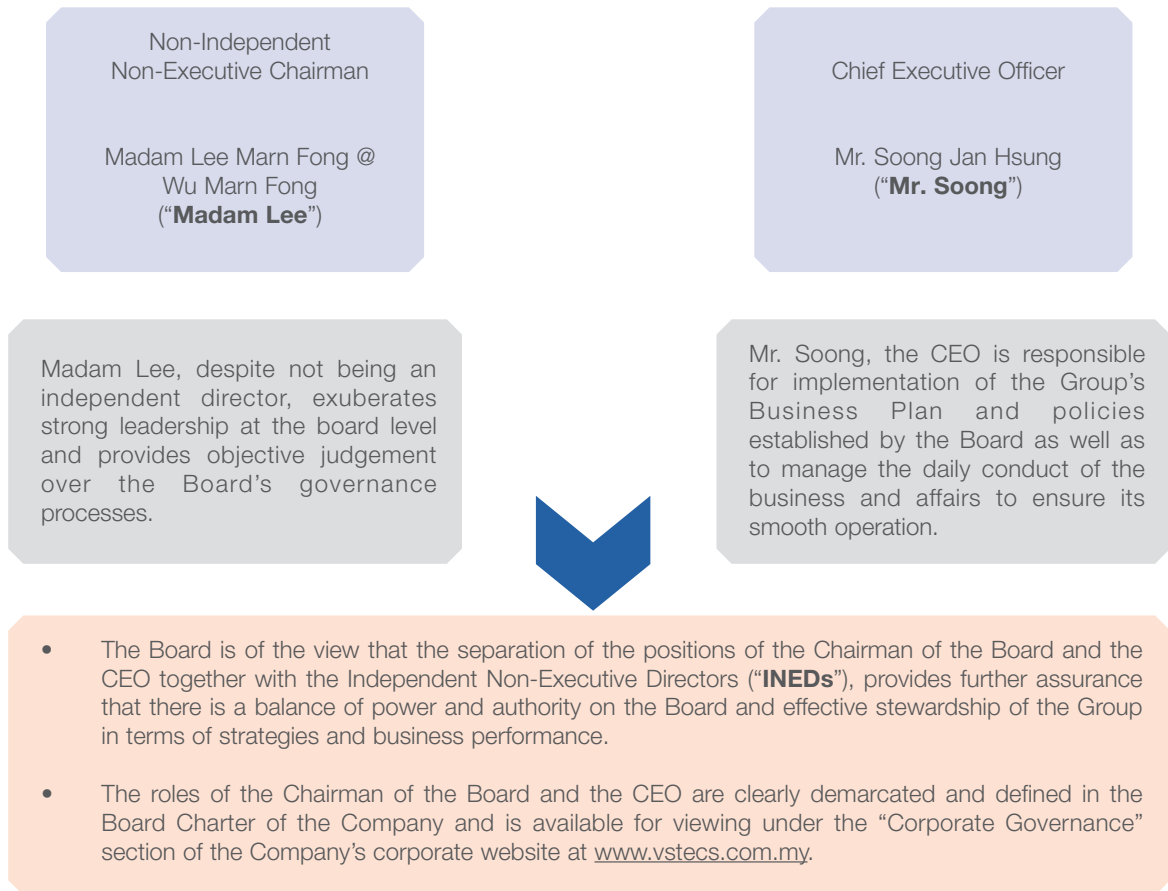 Non-Independent
Non-Executive Chairman
Madam Lee Marn Fong @
Wu Marn Fong
(“Madam Lee”)
Chief Executive Officer
Mr. Soong Jan Hsung
(“Mr. Soong”)
Madam Lee, despite not being an
independent director, exuberates
strong leadership at the board level
and provides objective judgement
over the Board’s governance
processes.
Mr. Soong, the CEO is responsible
for implementation of the Group’s
Business Plan and policies
established by the Board as well as
to manage the daily conduct of the
business and affairs to ensure its
smooth operation.
• The Board is of the view that the separation of the positions of the Chairman of the Board and the
CEO together with the Independent Non-Executive Directors (“INEDs”), provides further assurance
that there is a balance of power and authority on the Board and effective stewardship of the Group
in terms of strategies and business performance.
• The roles of the Chairman of the Board and the CEO are clearly demarcated and defined in the
Board Charter of the Company and is available for viewing under the “Corporate Governance”
section of the Company’s corporate website at www.vstecs.com.my.